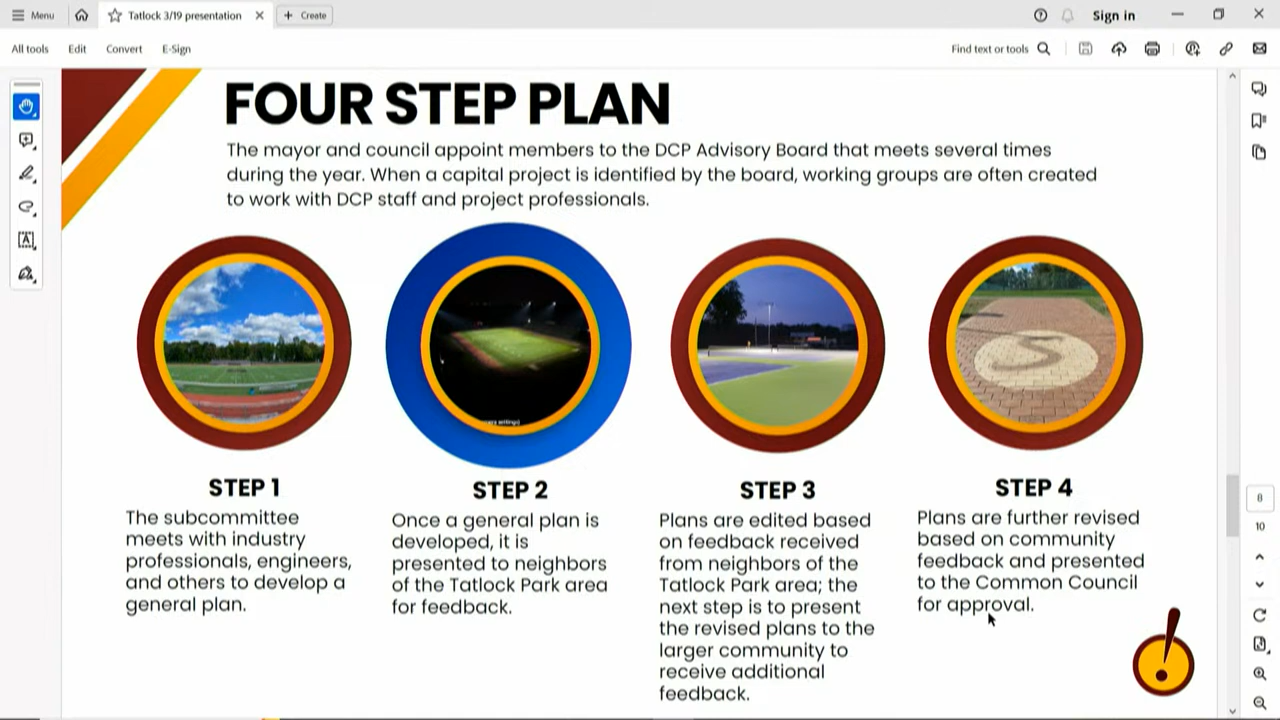 Menu
Tatlock 3/19 presentation
Create
Sign in
All tools
Edit
Convert
E-Sign
Find text or tools
FOUR STEP PLAN
The mayor and council appoint members to the DCP Advisory Board that meets several times
during the year. When a capital project is identified by the board, working groups are often created
to work with DCP staff and project professionals.
STEP 1
The subcommittee
meets with industry
professionals, engineers,
and others to develop a
general plan.
STEP 2
Once a general plan is
developed, it is
presented to neighbors
of the Tatlock Park area
for feedback.
STEP 3
Plans are edited based
on feedback received
from neighbors of the
Tatlock Park area; the
next step is to present
the revised plans to the
larger community to
receive additional
feedback.
STEP 4
Plans are further revised
based on community
feedback and presented
to the Common Council
for approval.
S
8
10